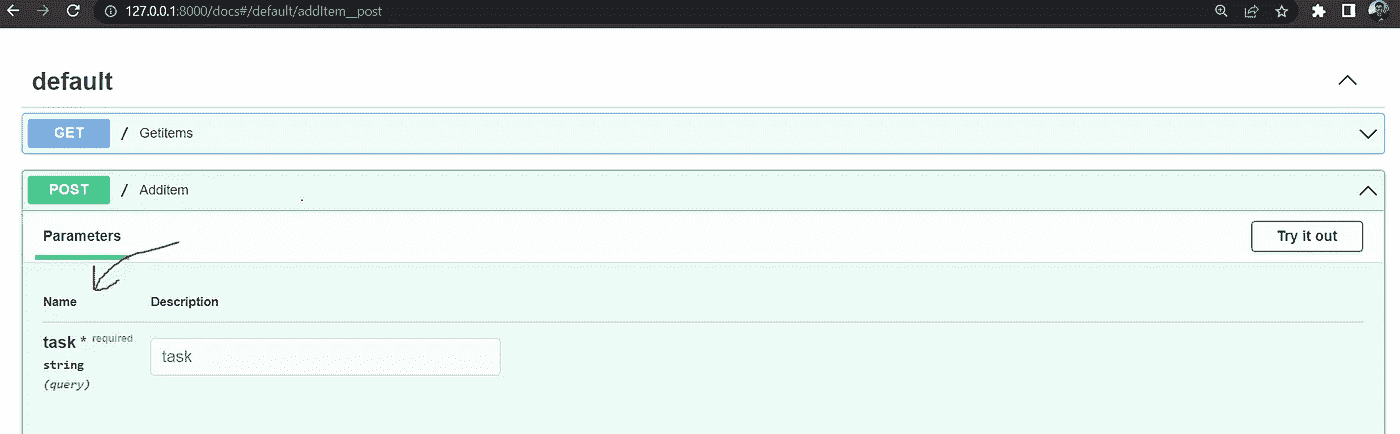 127.0.0.1:8000/docs#/default/addItem__post
default
GET / Getitems
POST / Additem
Parameters
Try it out
Name Description
task * required
string
(query)
task